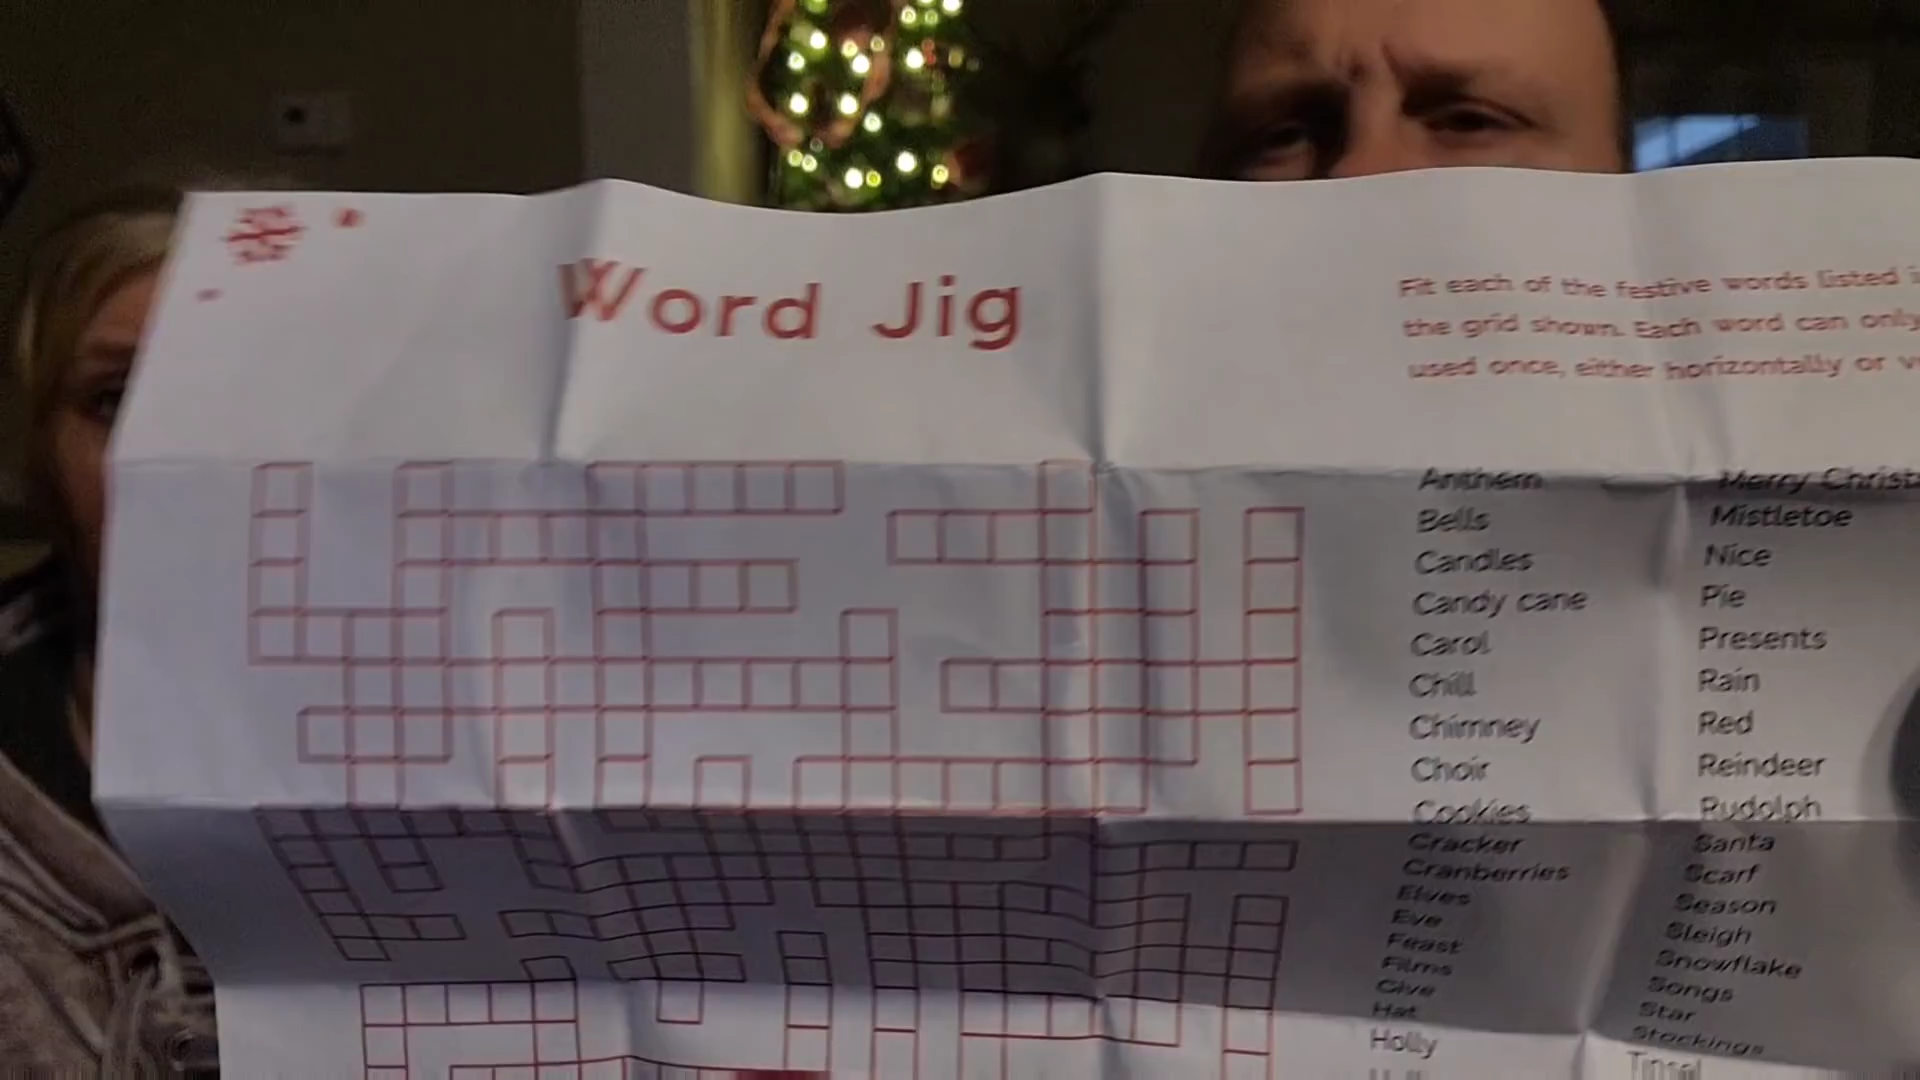 Word Jig
Fit each of the festive words listed
the grid shown. Each word can only
used once, either horizontally or
Anthem
Bells
Candles
Candy cane
Carol
Chill
Chimney
Choir
Cookies
Cracker
Cranberries
Elves
Eve
Feast
Films
Give
Hat
Holly
Merry Christ
Mistletoe
Nice
Pie
Presents
Rain
Red
Reindeer
Rudolph
Santa
Scarf
Season
Sleigh
Snowflake
Songs
Star
Stockings
Tinsel